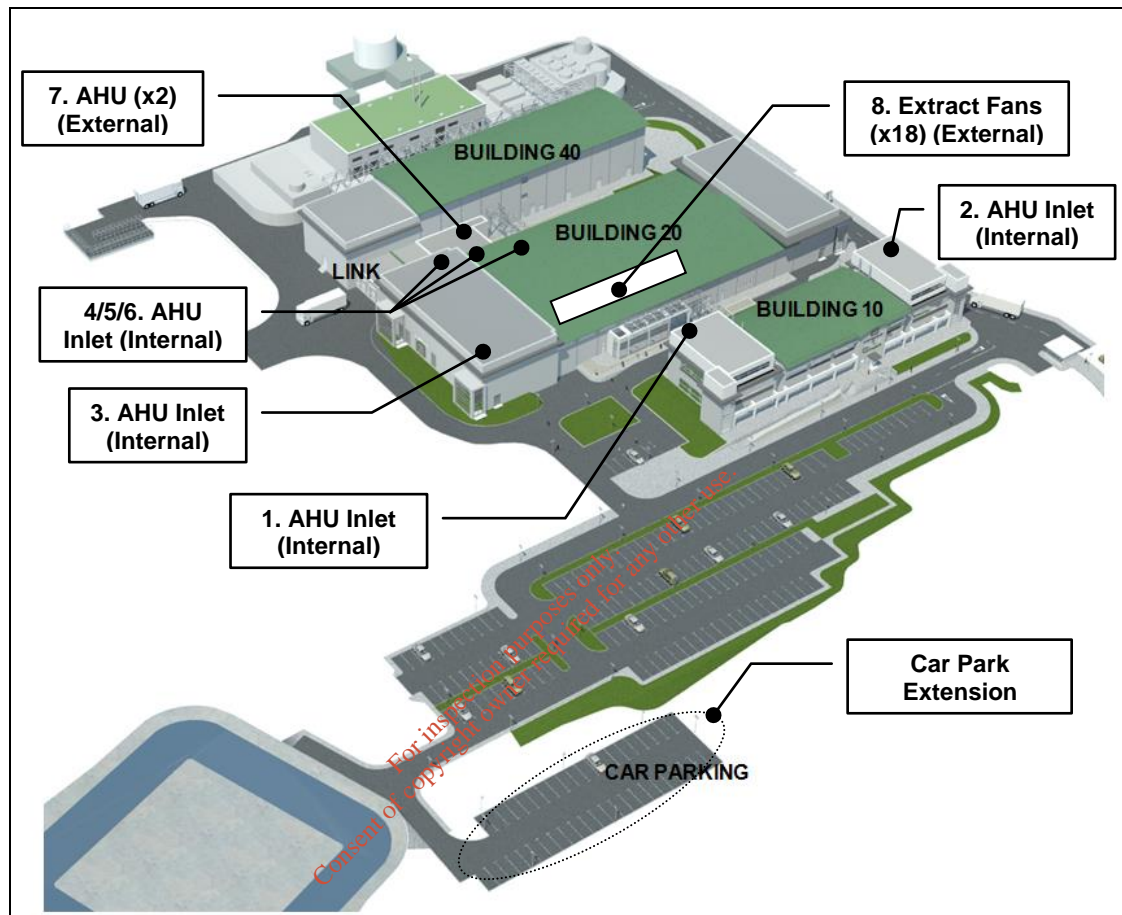 7. AHU (x2)
(External)
8. Extract Fans
(x18) (External)
BUILDING 40
2. AHU Inlet
(Internal)
BUILDING 20
LINK
4/5/6. AHU
Inlet (Internal)
BUILDING 10
3. AHU Inlet
(Internal)
1. AHU Inlet
(Internal)
For inspection purposes only.
Consent of copyright owner required for any other use.
Car Park
Extension
CAR PARKING